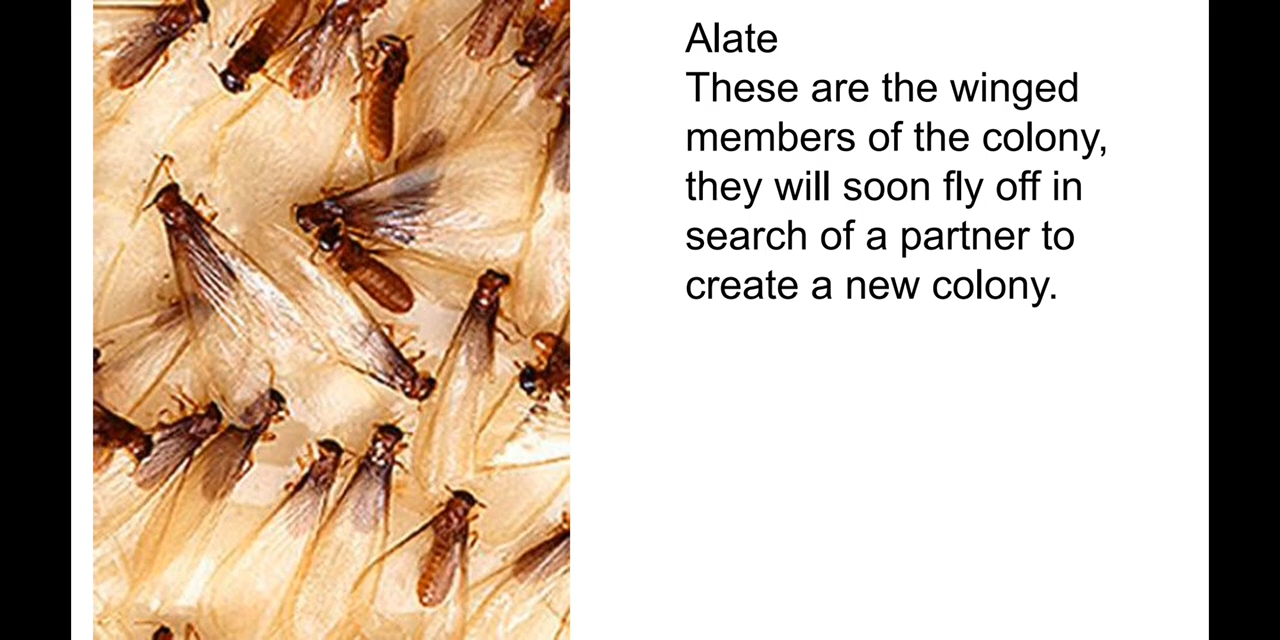 Alate
These are the winged
members of the colony,
they will soon fly off in
search of a partner to
create a new colony.